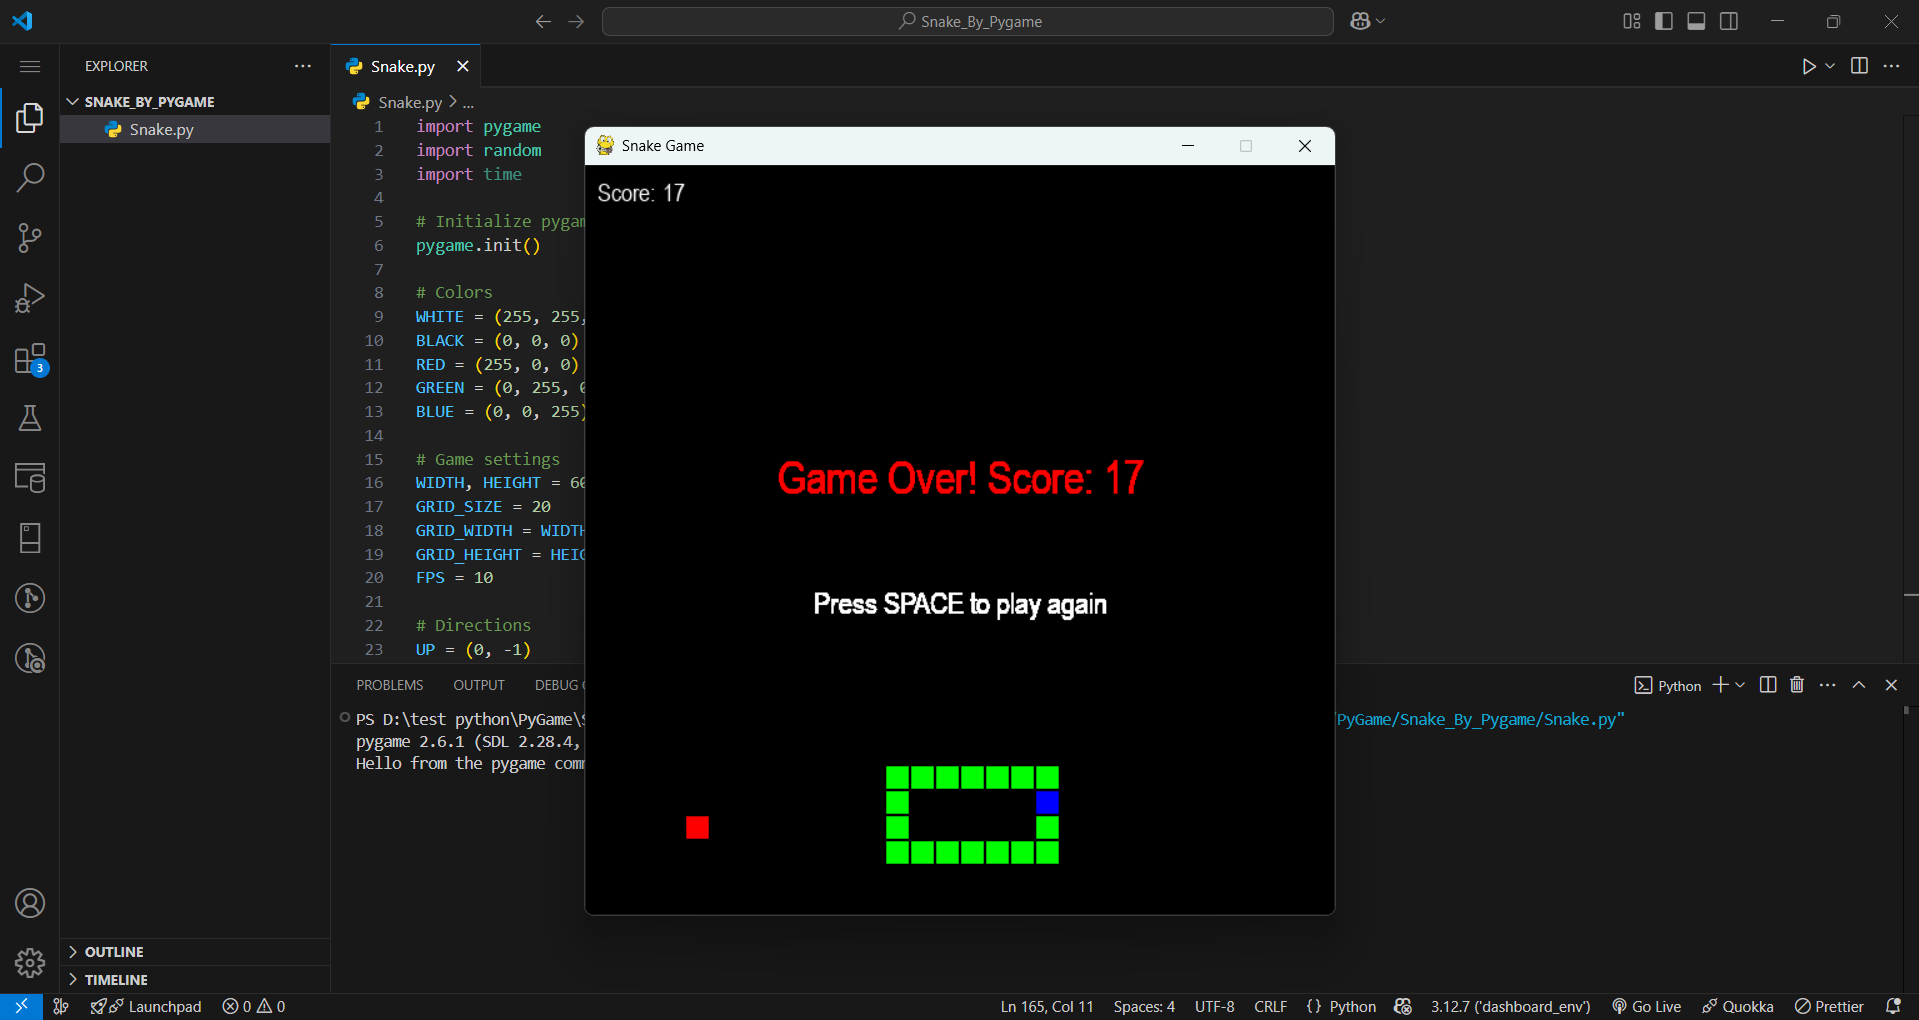 Snake_By_Pygame
EXPLORER
Snake.py
SNAKE_BY_PYGAME
Snake.py
Snake.py > ...
1 import pygame
2 import random
3 import time
4
5 # Initialize pygam
6 pygame.init()
7
8 # Colors
9 WHITE = (255, 255,
10 BLACK = (0, 0, 0)
11 RED = (255, 0, 0)
12 GREEN = (0, 255, 0
13 BLUE = (0, 0, 255)
14
15 # Game settings
16 WIDTH, HEIGHT = 60
17 GRID_SIZE = 20
18 GRID_WIDTH = WIDTH
19 GRID_HEIGHT = HEIG
20 FPS = 10
21
22 # Directions
23 UP = (0, -1)
Snake Game
Score: 17
Game Over! Score: 17
Press SPACE to play again
PROBLEMS OUTPUT DEBUG
Python
PS D:\test python\PyGame\S
/PyGame/Snake_By_Pygame/Snake.py"
pygame 2.6.1 (SDL 2.28.4,
Hello from the pygame com
3
OUTLINE
TIMELINE
Launchpad 0 0
Ln 165, Col 11 Spaces: 4 UTF-8 CRLF {} Python 3.12.7 ('dashboard_env') Go Live Quokka Prettier